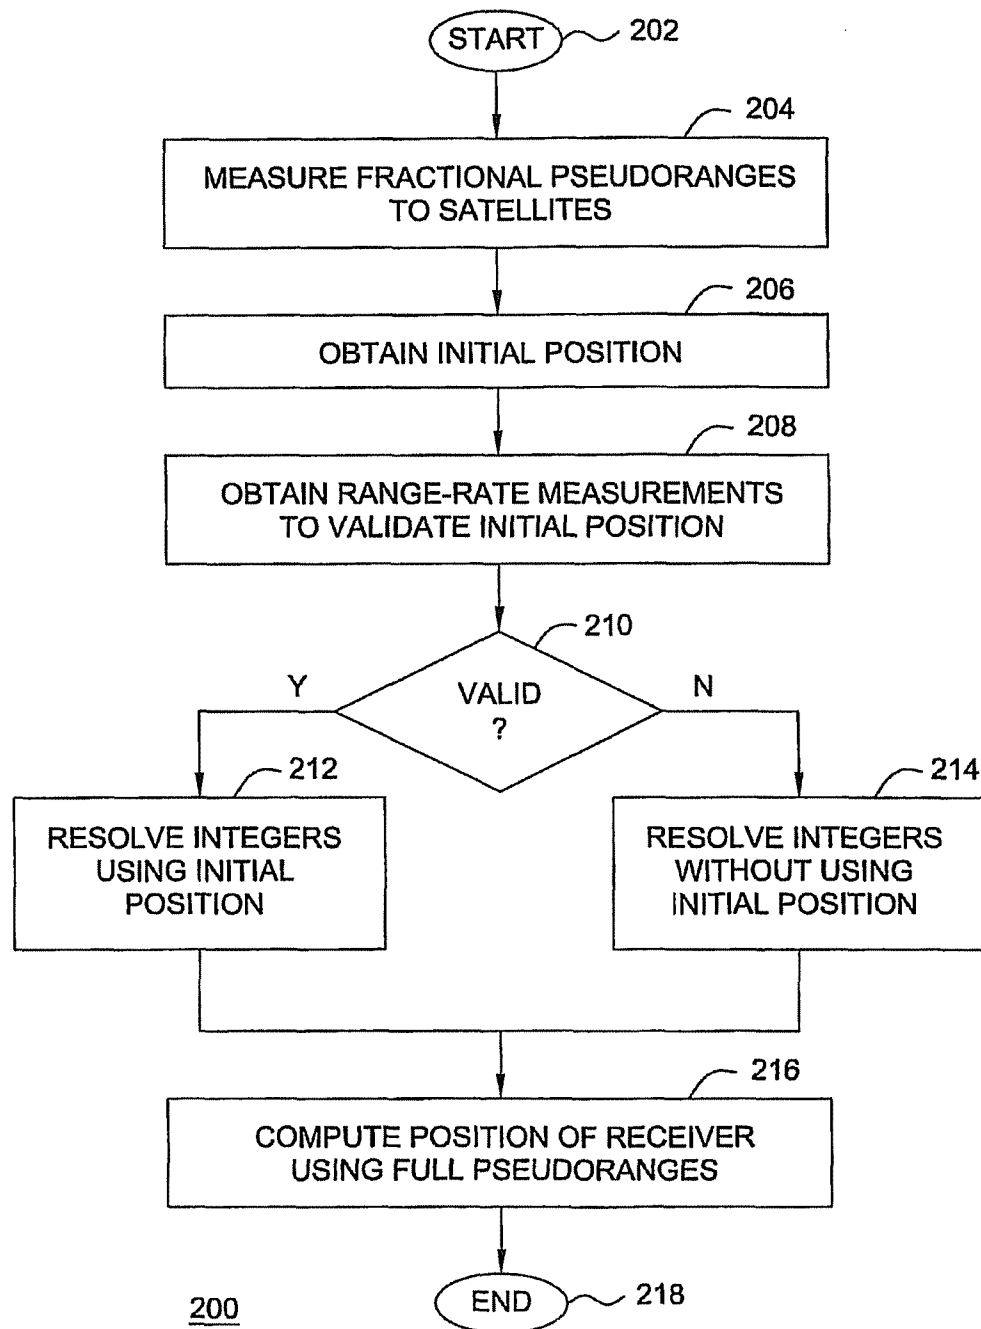 START
202
204
MEASURE FRACTIONAL PSEUDORANGES
TO SATELLITES
206
OBTAIN INITIAL POSITION
208
OBTAIN RANGE-RATE MEASUREMENTS
TO VALIDATE INITIAL POSITION
210
VALID
?
Y
N
212
RESOLVE INTEGERS
USING INITIAL
POSITION
214
RESOLVE INTEGERS
WITHOUT USING
INITIAL POSITION
216
COMPUTE POSITION OF RECEIVER
USING FULL PSEUDORANGES
END
218
200